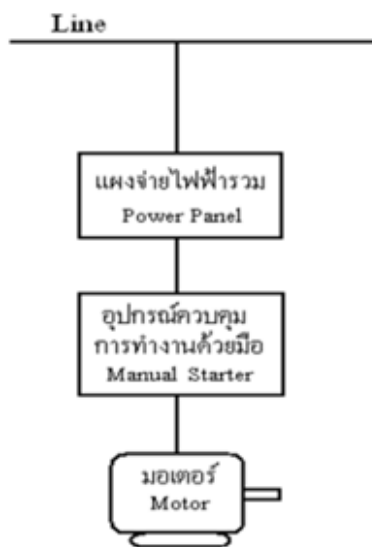 Line
แผงจ่ายไฟฟ้ารวม
Power Panel
อุปกรณ์ควบคุม
การทำงานด้วยมือ
Manual Starter
มอเตอร์
Motor